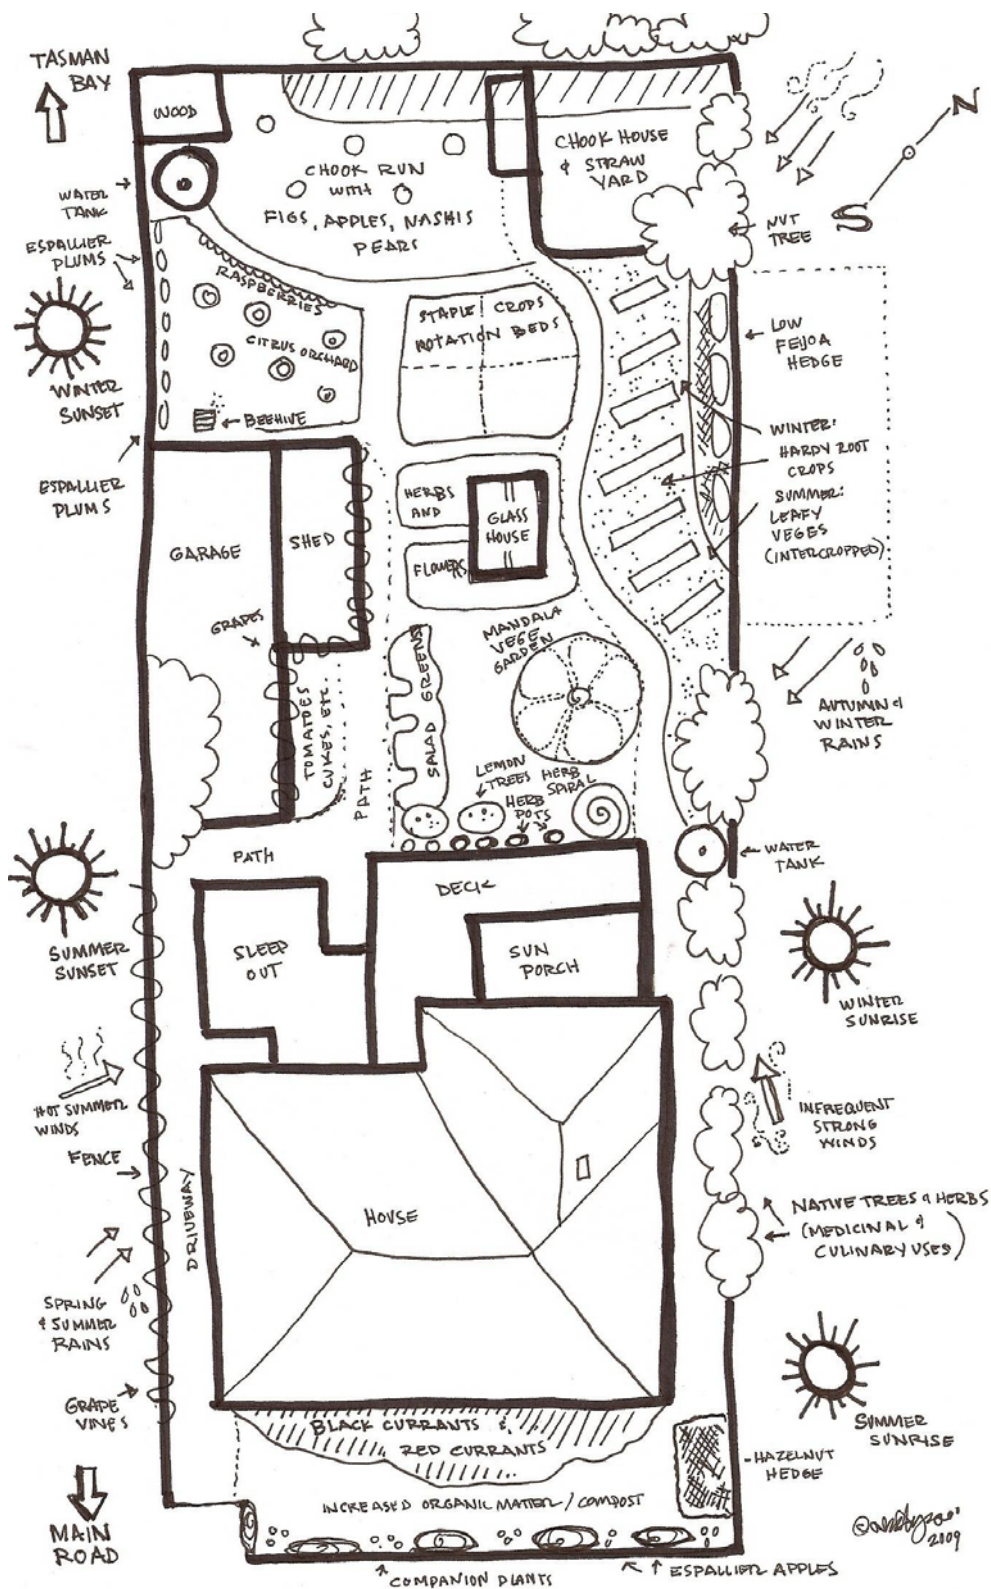 TASMAN
BAY
WOOD
WATER
TANK
ESPALLIER
PLUMS
CHOOK RUN
WITH
FIGS, APPLES, NASHIS
PEARS
CHOOK HOUSE
& STRAW
YARD
N
S
NUT
TREE
RASPBERRIES
CITRUS ORCHARD
BEEHIVE
STAPLE CROPS
ROTATION BEDS
LOW
FEIJOA
HEDGE
WINTER
SUNSET
ESPALLIER
PLUMS
WINTER:
HARDY ROOT
CROPS
SUMMER:
LEAFY
VEGES
(INTERCROPPED)
HERBS
AND
FLOWERS
GLASS
HOUSE
GARAGE
SHED
GRAPES
TOMATOES
CUKES, ETC.
PATH
SALAD GREENS
MANDALA
VEGE
GARDEN
AUTUMN &
WINTER
RAINS
LEMON
TREES
HERB
SPIRAL
HERB
POTS
PATH
WATER
TANK
DECK
SLEEP
OUT
SUN
PORCH
SUMMER
SUNSET
WINTER
SUNRISE
HOT SUMMER
WINDS
INFREQUENT
STRONG
WINDS
FENCE
DRIVEWAY
HOUSE
NATIVE TREES & HERBS
(MEDICINAL &
CULINARY USES)
SPRING
& SUMMER
RAINS
GRAPE
VINES
SUMMER
SUNRISE
BLACK CURRANTS &
RED CURRANTS
HAZELNUT
HEDGE
INCREASED ORGANIC MATTER / COMPOST
MAIN
ROAD
2009
COMPANION PLANTS
ESPALLIER APPLES